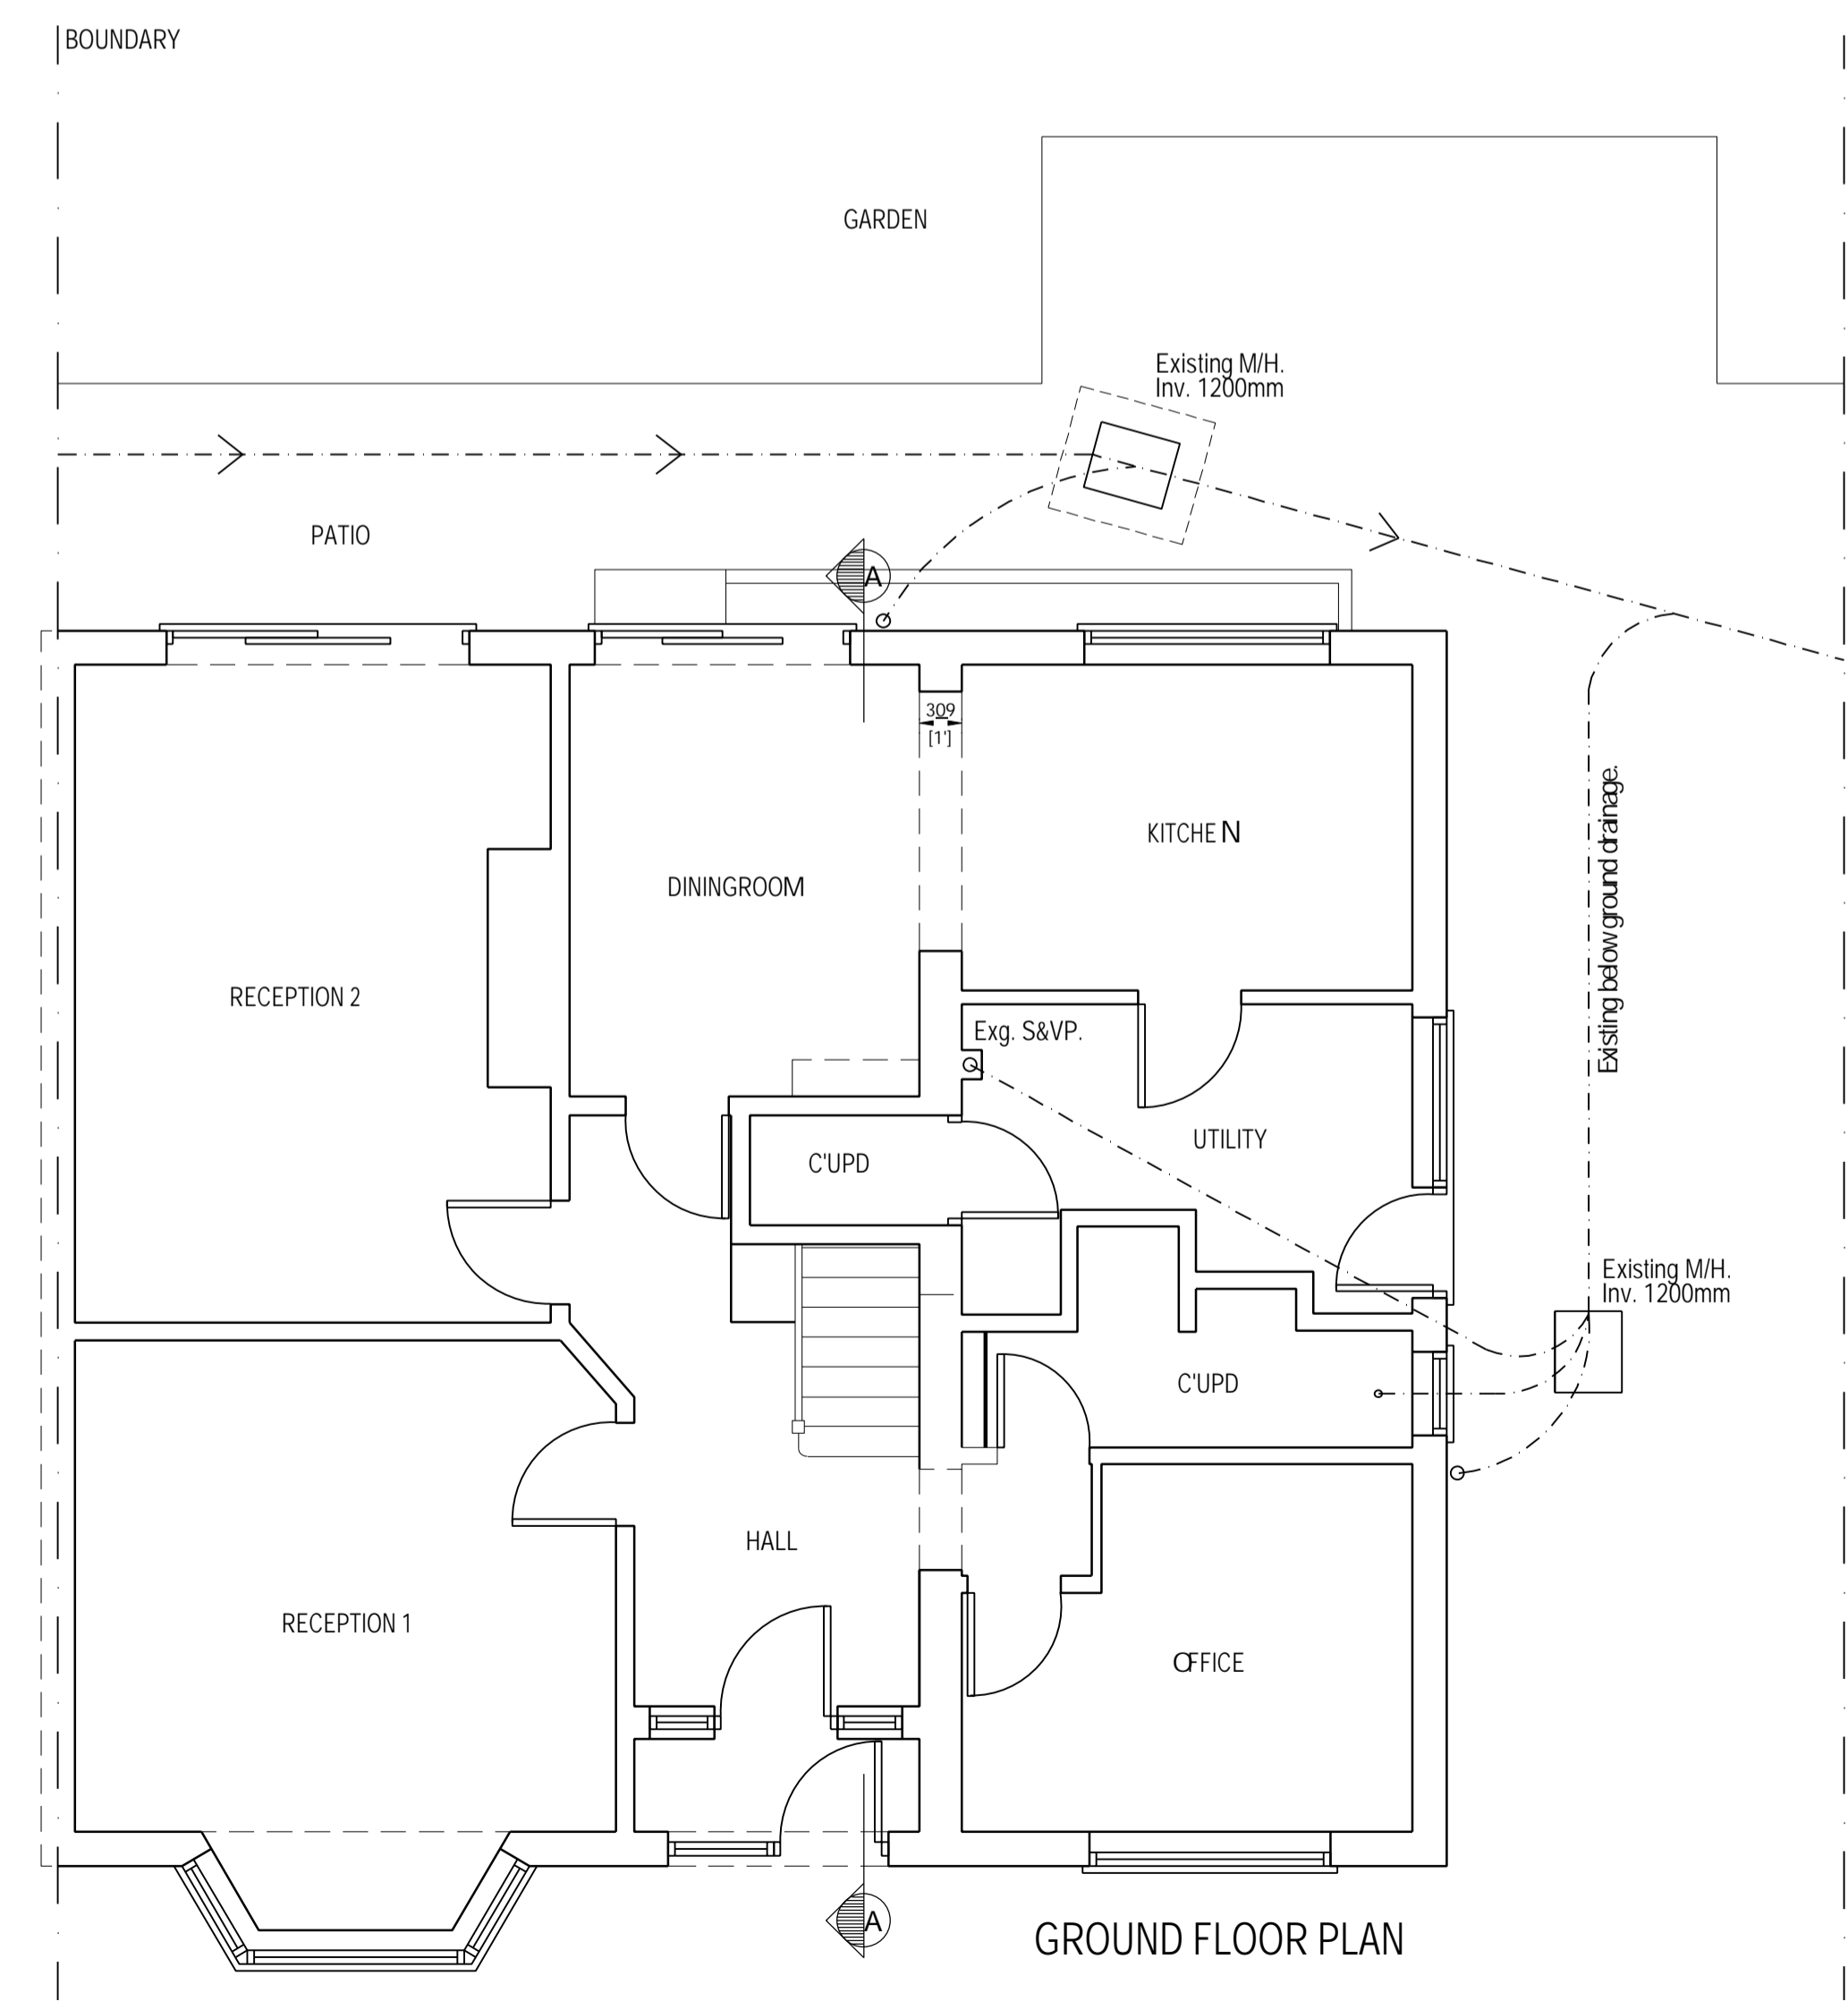 BOUNDARY
GARDEN
Existing M/H.
Inv. 1200mm
PATIO
A
309
[1']
KITCHEN
DININGROOM
RECEPTION 2
Existing below ground drainage.
Exg. S&VP.
UTILITY
C'UPD
Existing M/H.
Inv. 1200mm
C'UPD
HALL
RECEPTION 1
OFFICE
A
GROUND FLOOR PLAN